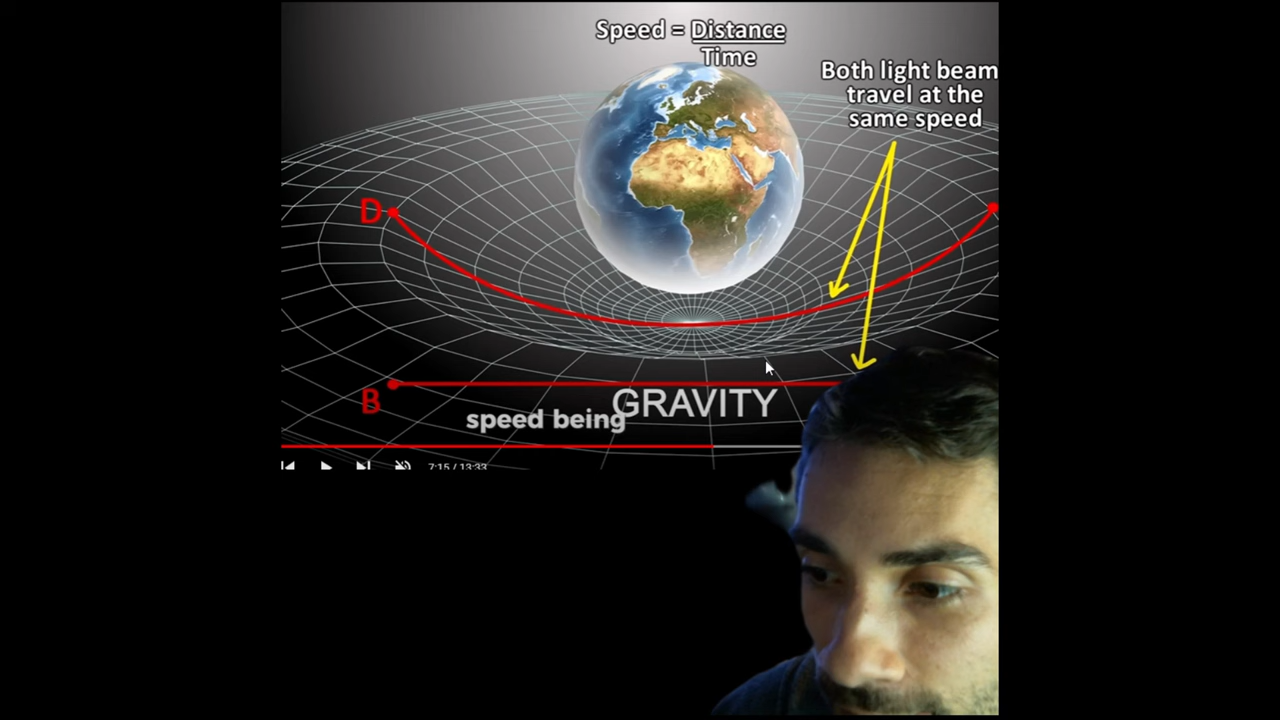 Speed = Distance
Time
Both light beam
travel at the
same speed
D
B
GRAVITY
speed being
7:15 / 13:33